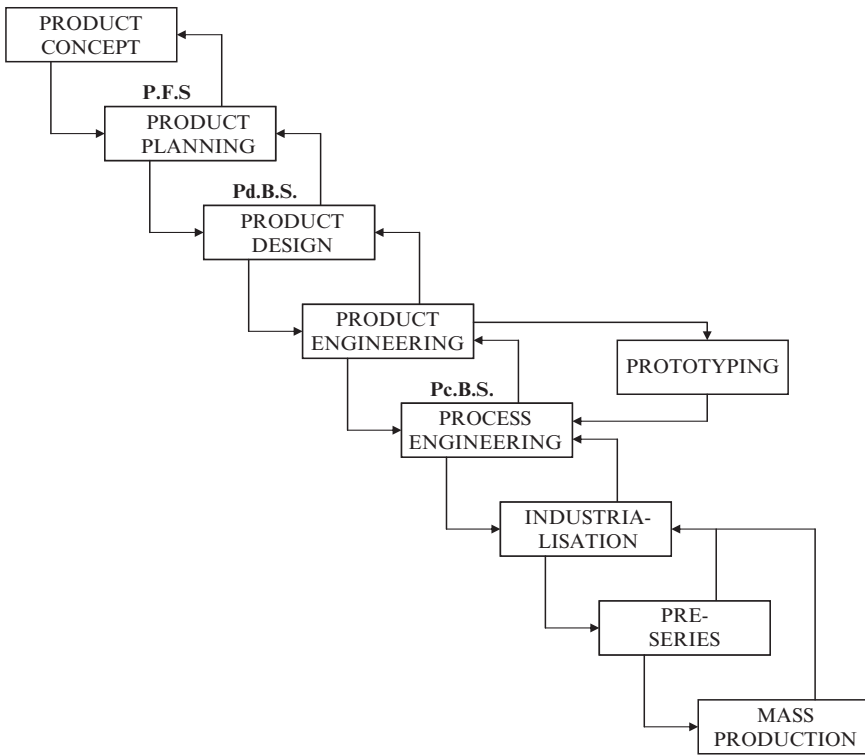 PRODUCT
CONCEPT
P.F.S
PRODUCT
PLANNING
Pd.B.S.
PRODUCT
DESIGN
PRODUCT
ENGINEERING
PROTOTYPING
Pc.B.S.
PROCESS
ENGINEERING
INDUSTRIA-
LISATION
PRE-
SERIES
MASS
PRODUCTION